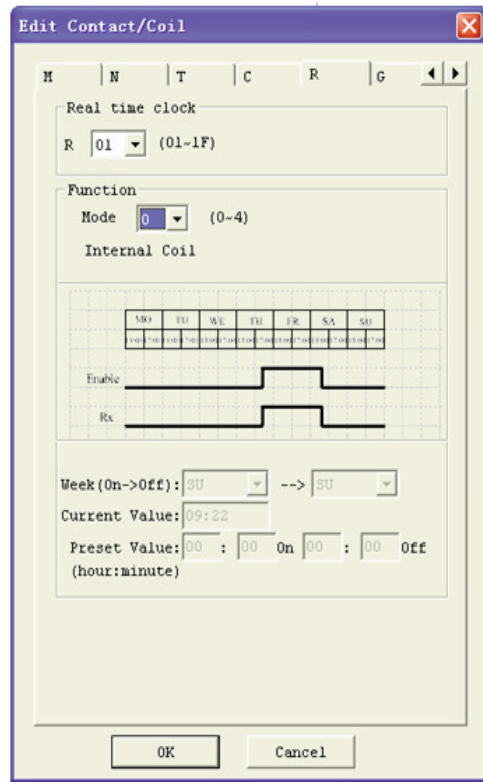 Edit Contact/Coil
M N T C R G
Real time clock
R 01 (01~1F)
Function
Mode 0 (0~4)
Internal Coil
MO TU WE TH FR SA SU
Enable
Rx
Week(On->Off): SU --> SU
Current Value: 09:22
Preset Value: 00 : 00 On 00 : 00 Off
(hour:minute)
OK Cancel